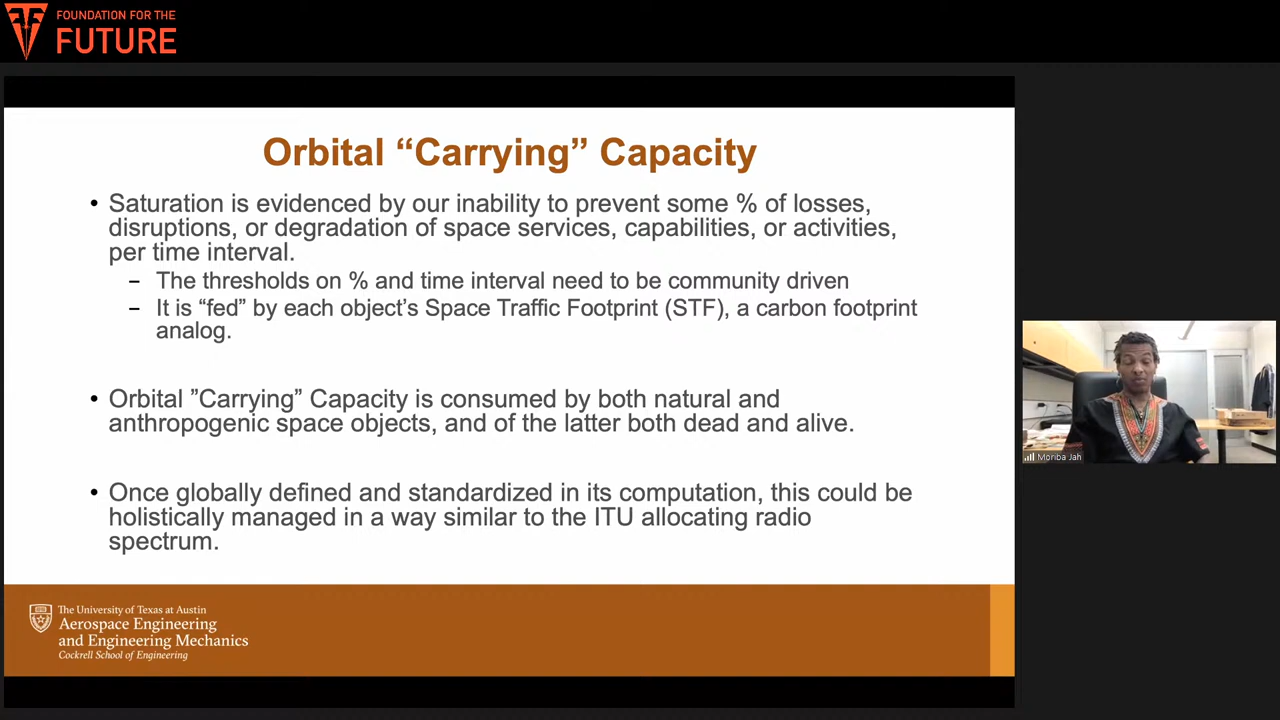 FOUNDATION FOR THE
FUTURE
Orbital “Carrying” Capacity
• Saturation is evidenced by our inability to prevent some % of losses,
disruptions, or degradation of space services, capabilities, or activities,
per time interval.
– The thresholds on % and time interval need to be community driven
– It is “fed” by each object’s Space Traffic Footprint (STF), a carbon footprint
analog.
• Orbital ”Carrying” Capacity is consumed by both natural and
anthropogenic space objects, and of the latter both dead and alive.
• Once globally defined and standardized in its computation, this could be
holistically managed in a way similar to the ITU allocating radio
spectrum.
Moriba Jah
The University of Texas at Austin
Aerospace Engineering
and Engineering Mechanics
Cockrell School of Engineering